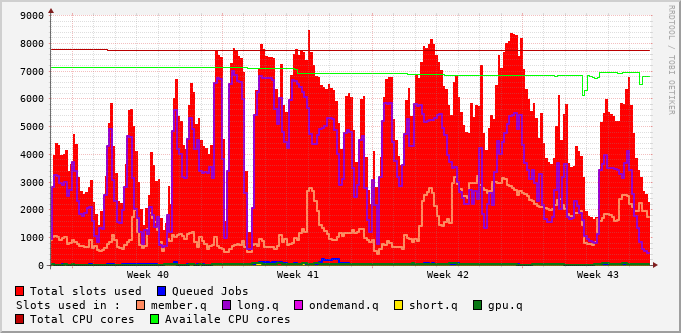 RRDTOOL / TOBI OETIKER
9000
8000
7000
6000
5000
4000
3000
2000
1000
0
Week 40 Week 41 Week 42 Week 43
Total slots used Queued Jobs
Slots used in : member.q long.q ondemand.q short.q gpu.q
Total CPU cores Availale CPU cores